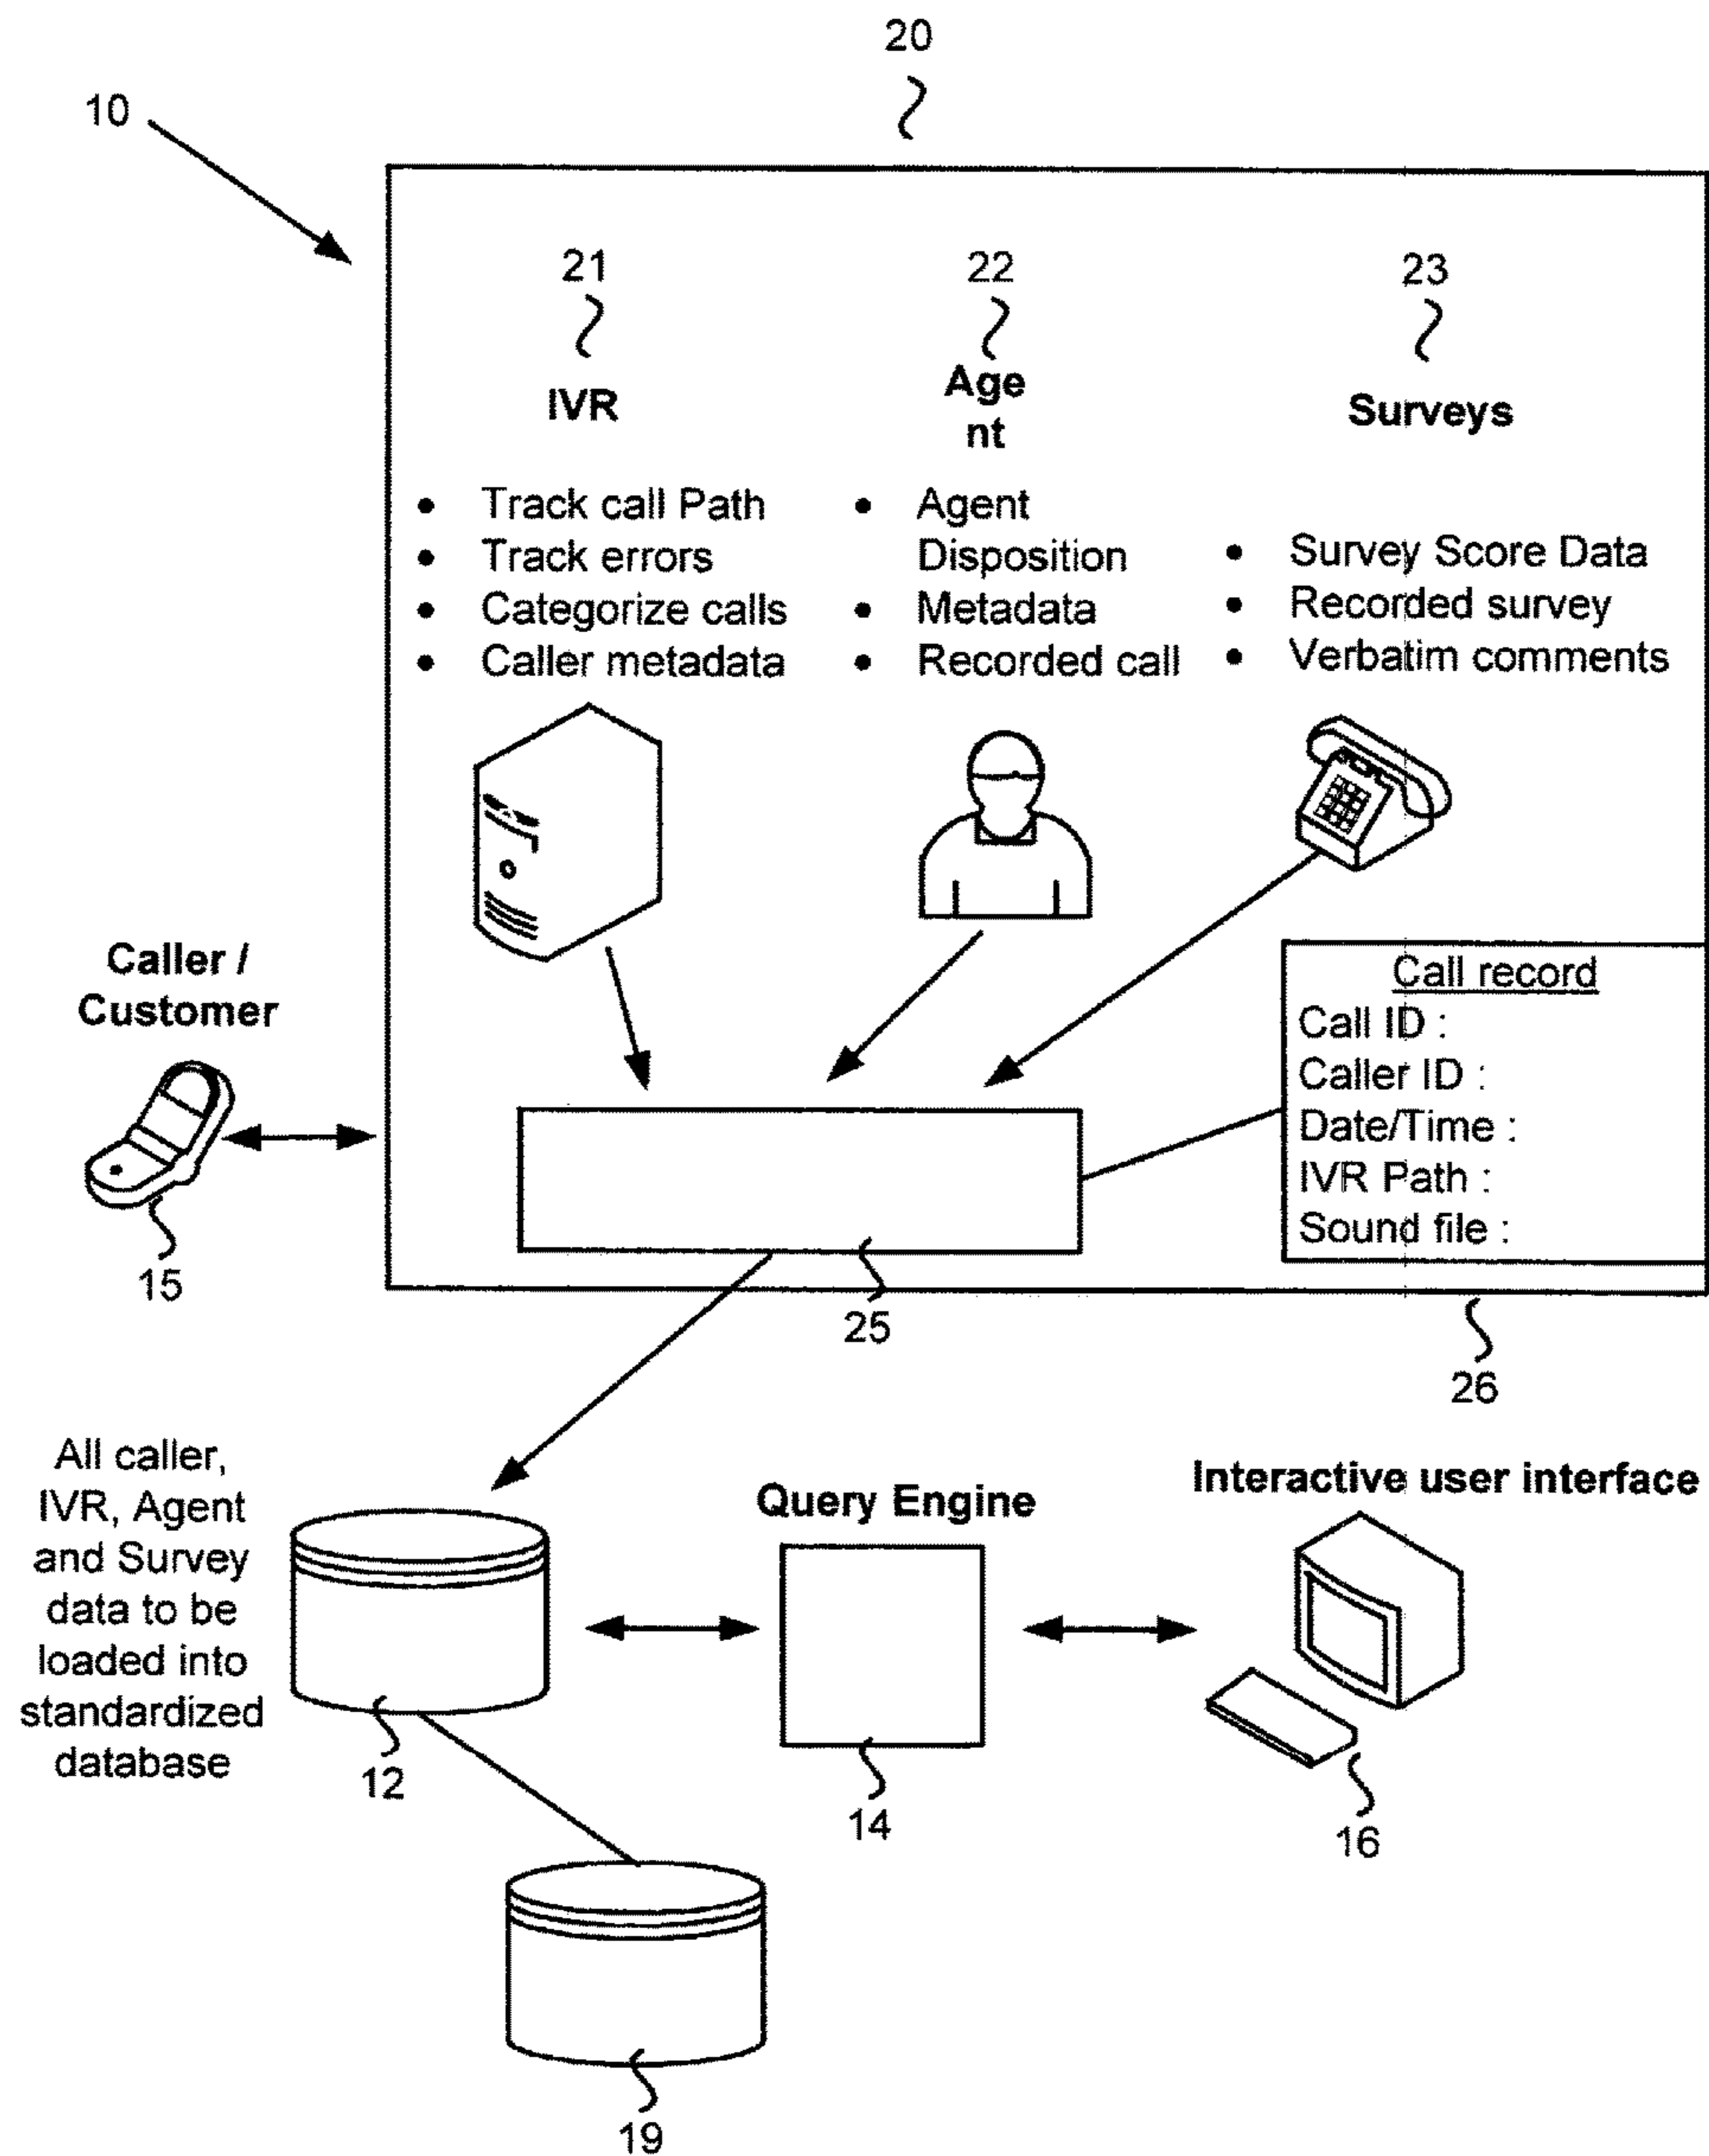 20
10
21
22
23
IVR
Age
nt
Surveys
• Track call Path
• Track errors
• Categorize calls
• Caller metadata
• Agent
Disposition
• Metadata
• Recorded call
• Survey Score Data
• Recorded survey
• Verbatim comments
Caller /
Customer
15
Call record
Call ID :
Caller ID :
Date/Time :
IVR Path :
Sound file :
25
26
All caller,
IVR, Agent
and Survey
data to be
loaded into
standardized
database
12
Query Engine
14
Interactive user interface
16
19